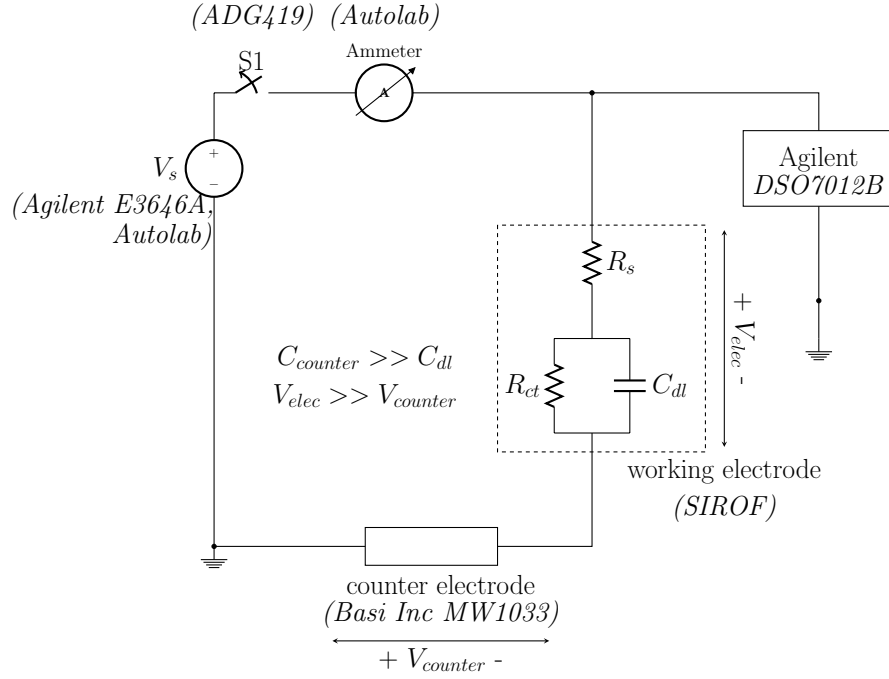 (ADG419) (Autolab)
S1
Ammeter
A
V_s
+
−
(Agilent E3646A,
Autolab)
Agilent
DSO7012B
R_s
+ V_elec -
C_counter >> C_dl
V_elec >> V_counter
R_ct
C_dl
working electrode
(SIROF)
counter electrode
(Basi Inc MW1033)
+ V_counter -